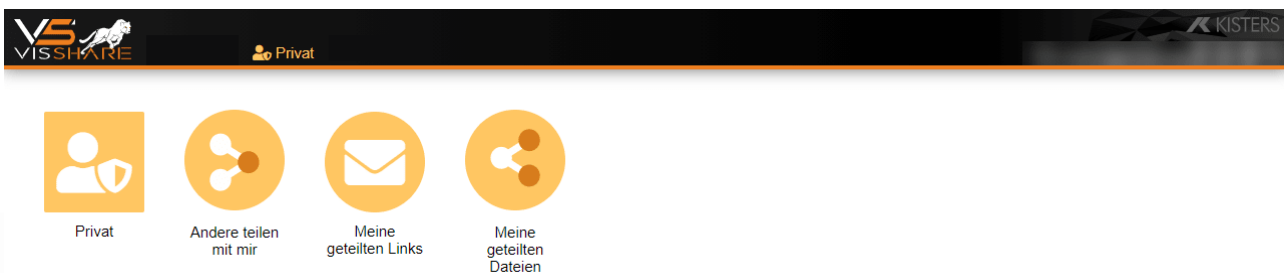 VS
VISSHARE
Privat
KISTERS
Privat
Andere teilen
mit mir
Meine
geteilten Links
Meine
geteilten
Dateien